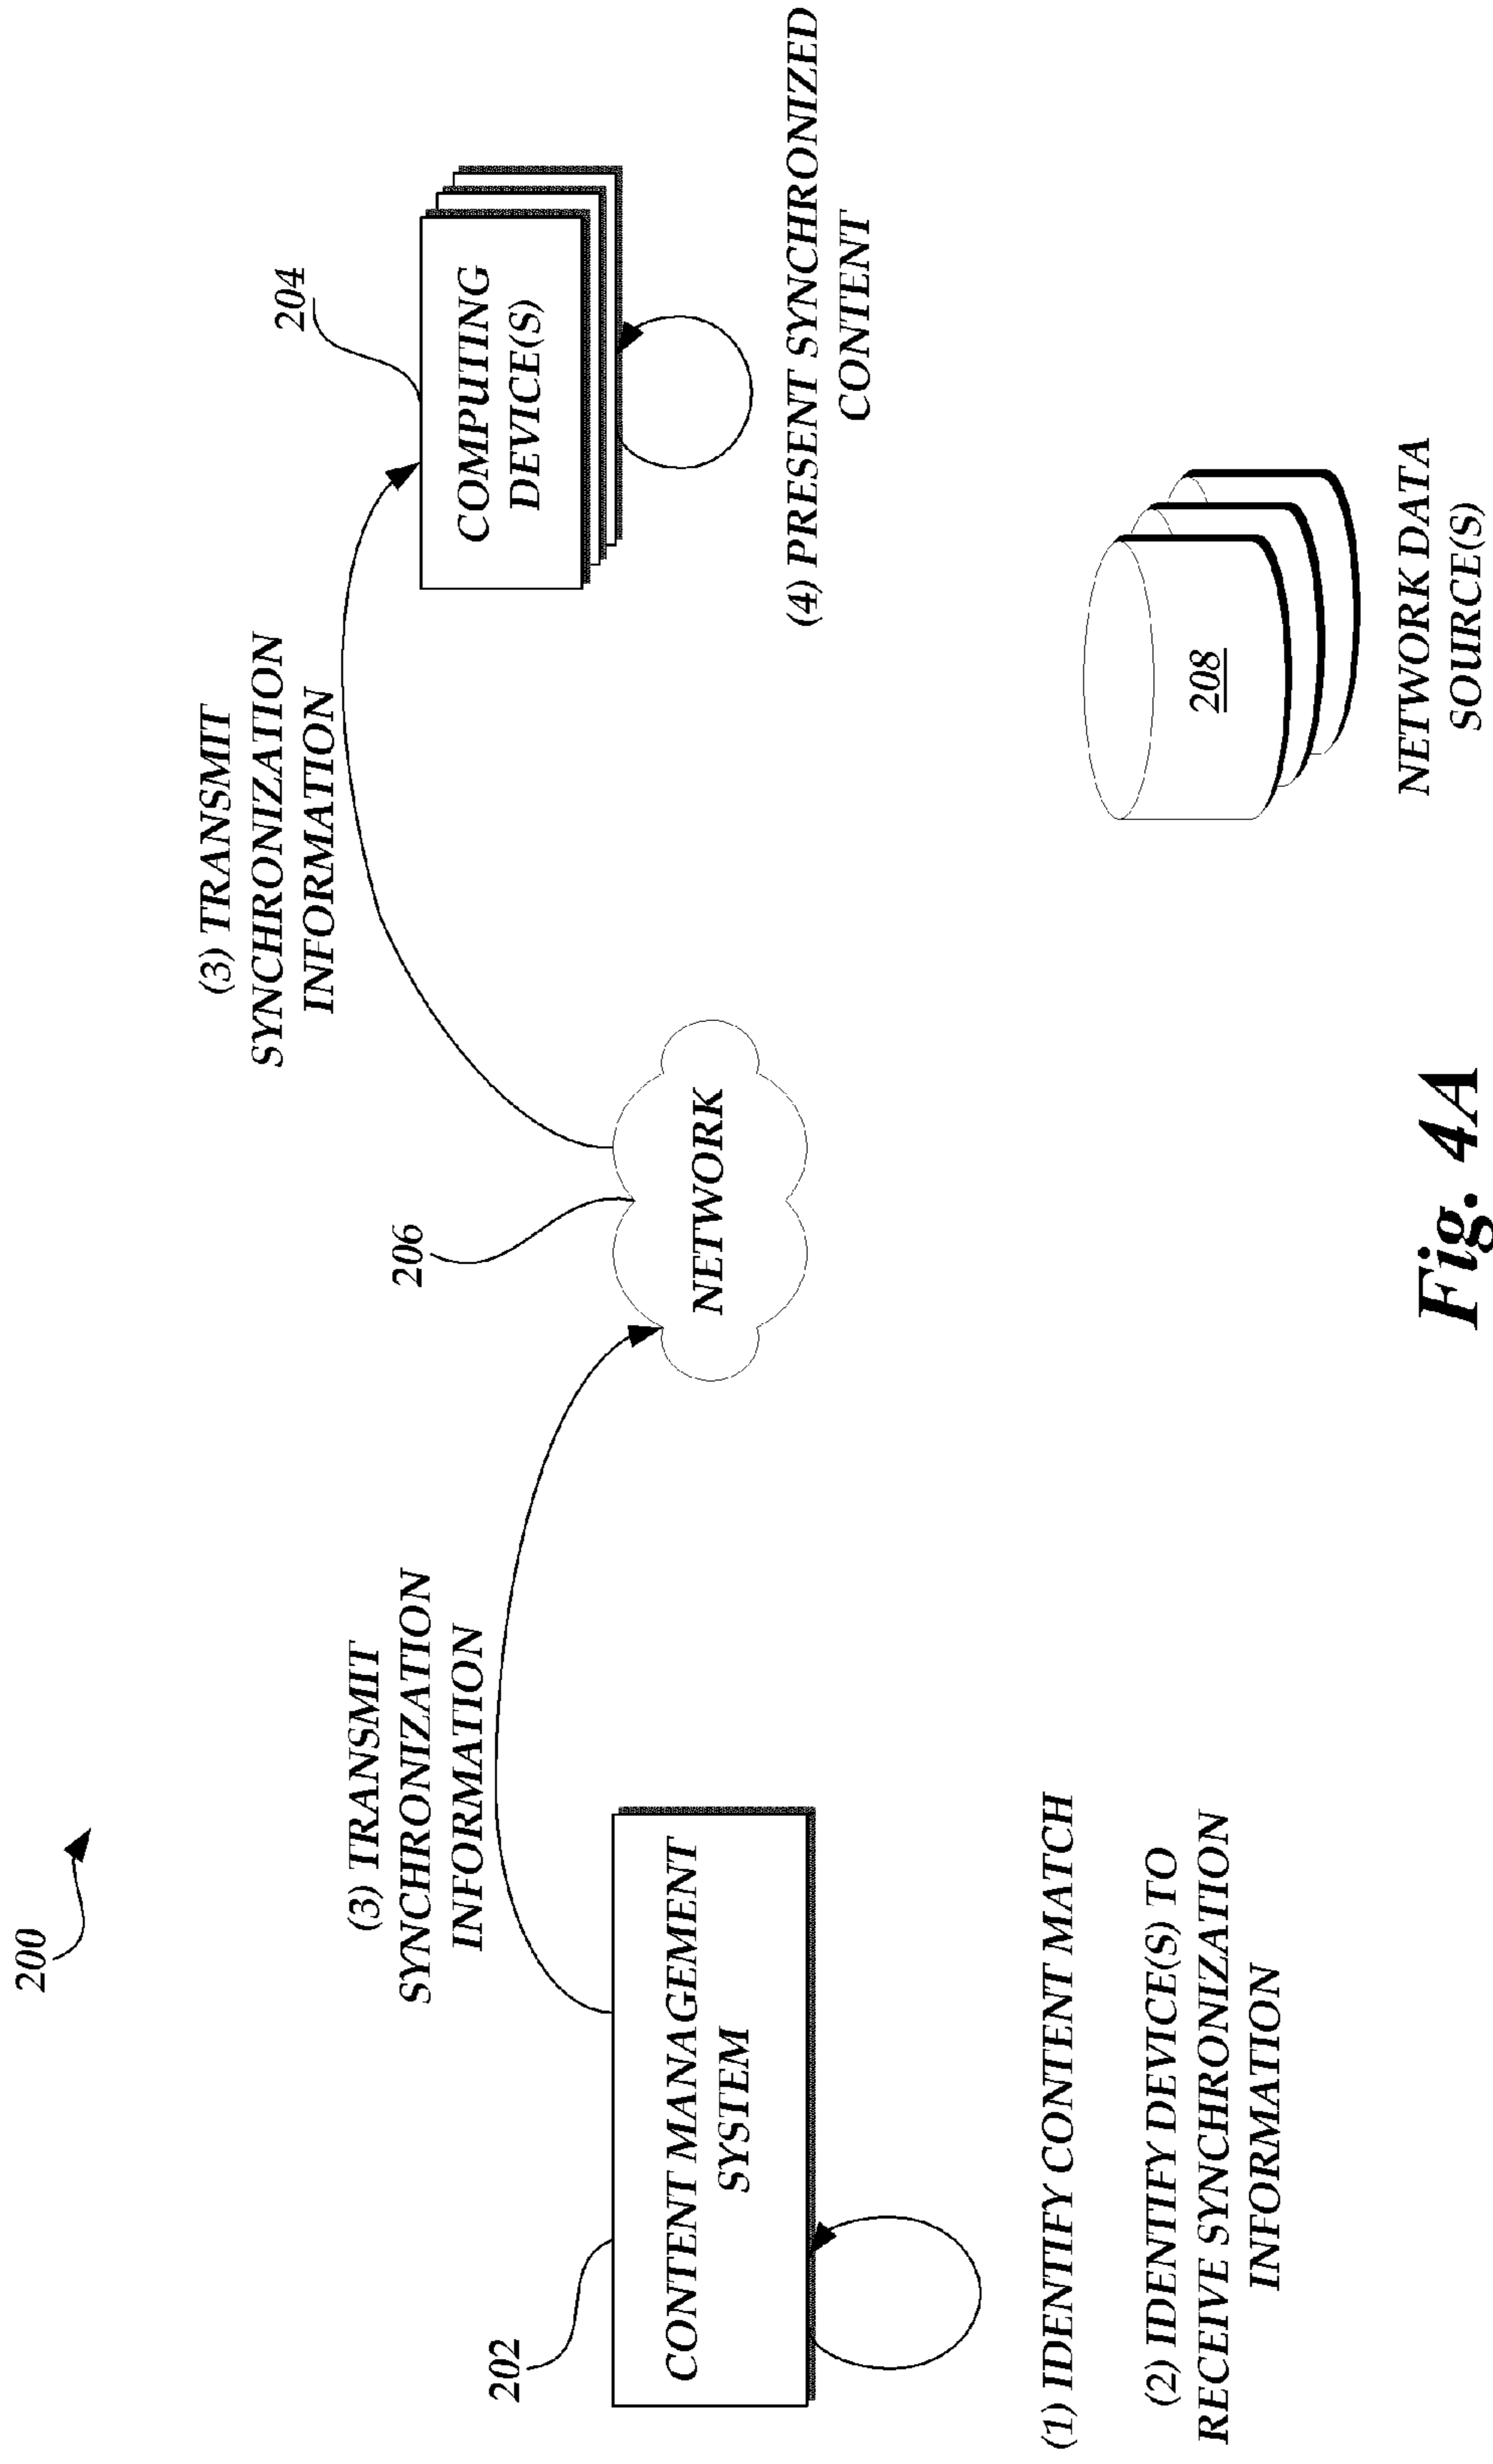 200
(3) TRANSMIT
SYNCHRONIZATION
INFORMATION
204
COMPUTING
DEVICE(S)
(3) TRANSMIT
SYNCHRONIZATION
INFORMATION
206
NETWORK
(4) PRESENT SYNCHRONIZED
CONTENT
202
CONTENT MANAGEMENT
SYSTEM
(1) IDENTIFY CONTENT MATCH
(2) IDENTIFY DEVICE(S) TO
RECEIVE SYNCHRONIZATION
INFORMATION
208
NETWORK DATA
SOURCE(S)
Fig. 4A